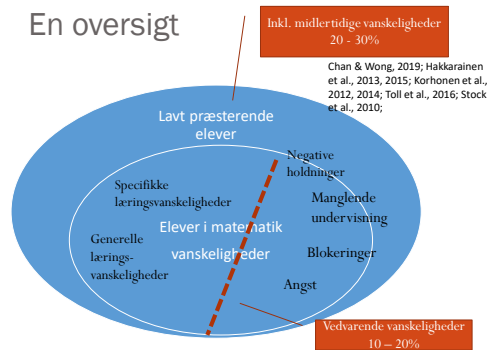 En oversigt
Inkl. midlertidige vanskeligheder
20 - 30%
Chan & Wong, 2019; Hakkarainen
et al., 2013, 2015; Korhonen et al.,
2012, 2014; Toll et al., 2016; Stock
et al., 2010;
Lavt præsterende
elever
Negative
holdninger
Specifikke
læringsvanskeligheder
Manglende
undervisning
Elever i matematik
vanskeligheder
Generelle
lærings-
vanskeligheder
Blokeringer
Angst
Vedvarende vanskeligheder
10 – 20%